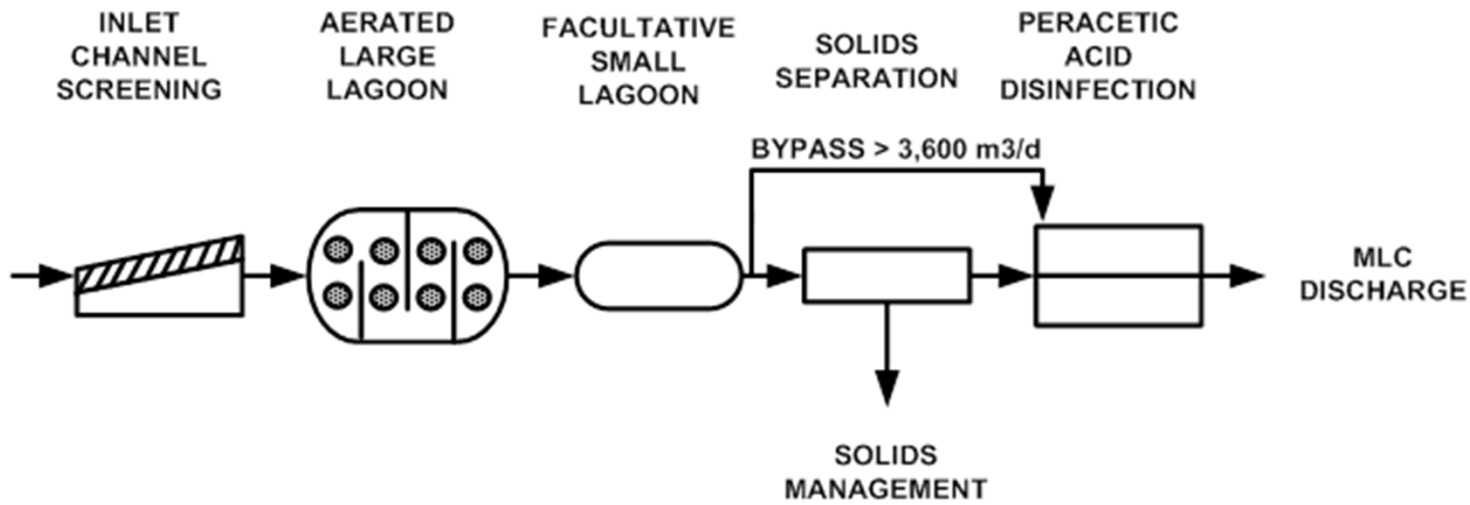 INLET
CHANNEL
SCREENING
AERATED
LARGE
LAGOON
FACULTATIVE
SMALL
LAGOON
SOLIDS
SEPARATION
PERACETIC
ACID
DISINFECTION
BYPASS > 3,600 m3/d
MLC
DISCHARGE
SOLIDS
MANAGEMENT